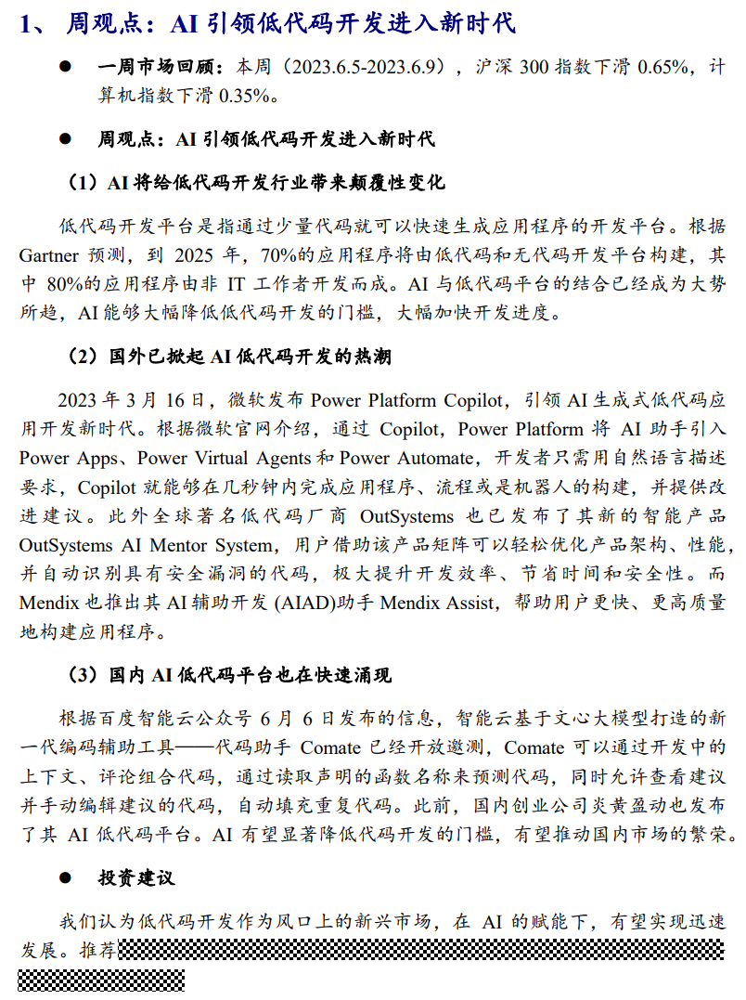 1、 周观点：AI 引领低代码开发进入新时代
● 一周市场回顾：本周（2023.6.5-2023.6.9），沪深 300 指数下滑 0.65%，计
算机指数下滑 0.35%。
● 周观点：AI 引领低代码开发进入新时代
（1）AI 将给低代码开发行业带来颠覆性变化
低代码开发平台是指通过少量代码就可以快速生成应用程序的开发平台。根据
Gartner 预测，到 2025 年，70%的应用程序将由低代码和无代码开发平台构建，其
中 80%的应用程序由非 IT 工作者开发而成。AI 与低代码平台的结合已经成为大势
所趋，AI 能够大幅降低低代码开发的门槛，大幅加快开发进度。
（2）国外已掀起 AI 低代码开发的热潮
2023 年 3 月 16 日，微软发布 Power Platform Copilot，引领 AI 生成式低代码应
用开发新时代。根据微软官网介绍，通过 Copilot，Power Platform 将 AI 助手引入
Power Apps、Power Virtual Agents 和 Power Automate，开发者只需用自然语言描述
要求，Copilot 就能够在几秒钟内完成应用程序、流程或是机器人的构建，并提供改
进建议。此外全球著名低代码厂商 OutSystems 也已发布了其新的智能产品
OutSystems AI Mentor System，用户借助该产品矩阵可以轻松优化产品架构、性能，
并自动识别具有安全漏洞的代码，极大提升开发效率、节省时间和安全性。而
Mendix 也推出其 AI 辅助开发 (AIAD)助手 Mendix Assist，帮助用户更快、更高质量
地构建应用程序。
（3）国内 AI 低代码平台也在快速涌现
根据百度智能云公众号 6 月 6 日发布的信息，智能云基于文心大模型打造的新
一代编码辅助工具——代码助手 Comate 已经开放邀测，Comate 可以通过开发中的
上下文、评论组合代码，通过读取声明的函数名称来预测代码，同时允许查看建议
并手动编辑建议的代码，自动填充重复代码。此前，国内创业公司炎黄盈动也发布
了其 AI 低代码平台。AI 有望显著降低代码开发的门槛，有望推动国内市场的繁荣。
● 投资建议
我们认为低代码开发作为风口上的新兴市场，在 AI 的赋能下，有望实现迅速
发展。推荐